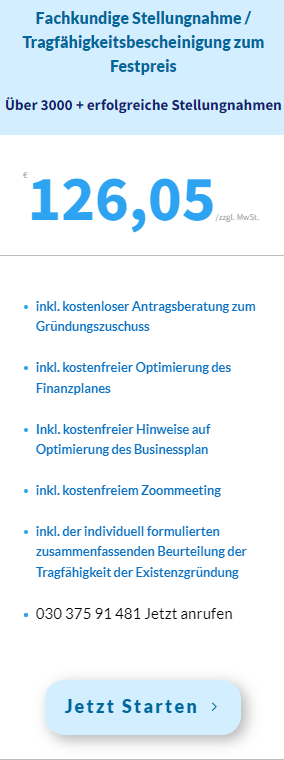 Fachkundige Stellungnahme /
Tragfähigkeitsbescheinigung zum
Festpreis
Über 3000 + erfolgreiche Stellungnahmen
€
126,05
/zzgl. MwSt.
inkl. kostenloser Antragsberatung zum
Gründungszuschuss
inkl. kostenfreier Optimierung des
Finanzplanes
Inkl. kostenfreier Hinweise auf
Optimierung des Businessplan
inkl. kostenfreiem Zoommeeting
inkl. der individuell formulierten
zusammenfassenden Beurteilung der
Tragfähigkeit der Existenzgründung
030 375 91 481 Jetzt anrufen
Jetzt Starten